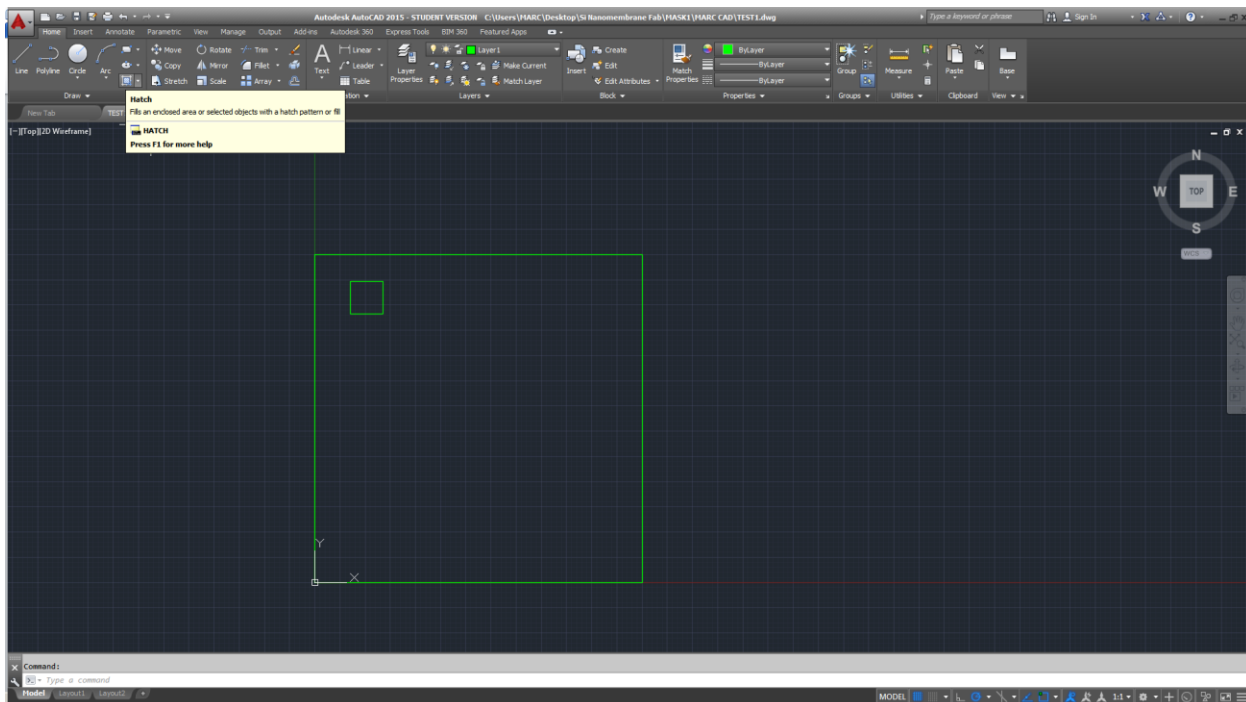 Autodesk AutoCAD 2015 - STUDENT VERSION C:\Users\MARC\Desktop\Si Nanomembrane Fab\MASK1\MARC CAD\TEST1.dwg
Type a keyword or phrase
Sign In
Home Insert Annotate Parametric View Manage Output Add-ins Autodesk 360 Express Tools BIM 360 Featured Apps
Move Rotate Trim
Linear
Layer1
Create
ByLayer
Copy Mirror Fillet
Leader
Make Current
Edit
ByLayer
Line Polyline Circle Arc
Text
Layer Properties
Insert
Match Properties
Group
Measure
Paste
Base
Stretch Scale Array
Table
Match Layer
Edit Attributes
ByLayer
Draw
Layers
Block
Properties
Groups
Utilities
Clipboard
View
New Tab
TEST
Hatch
Fills an enclosed area or selected objects with a hatch pattern or fill
HATCH
Press F1 for more help
[-][Top][2D Wireframe]
N
W
TOP
E
S
WCS
Y
X
Command:
Type a command
Model Layout1 Layout2 +
MODEL
1:1